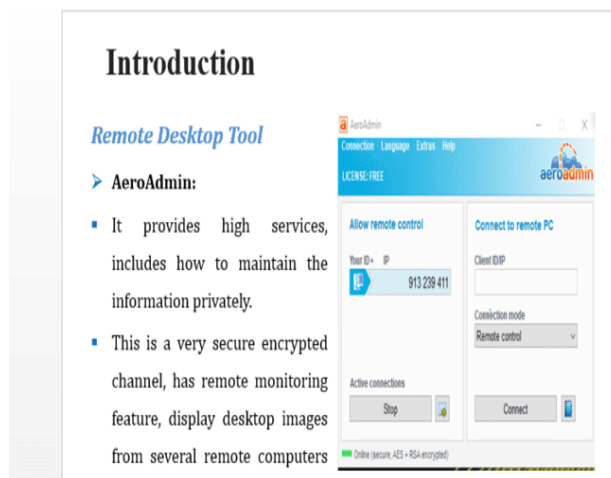 Introduction
Remote Desktop Tool
AeroAdmin:
It provides high services,
includes how to maintain the
information privately.
This is a very secure encrypted
channel, has remote monitoring
feature, display desktop images
from several remote computers
AeroAdmin
Connection Language Extras Help
LICENSE: FREE
aeroadmin
Allow remote control
Your ID IP
913 239 411
Active connections
Stop
Connect to remote PC
Client ID/IP
Connection mode
Remote control
Connect
Online (secure, AES + RSA encrypted)